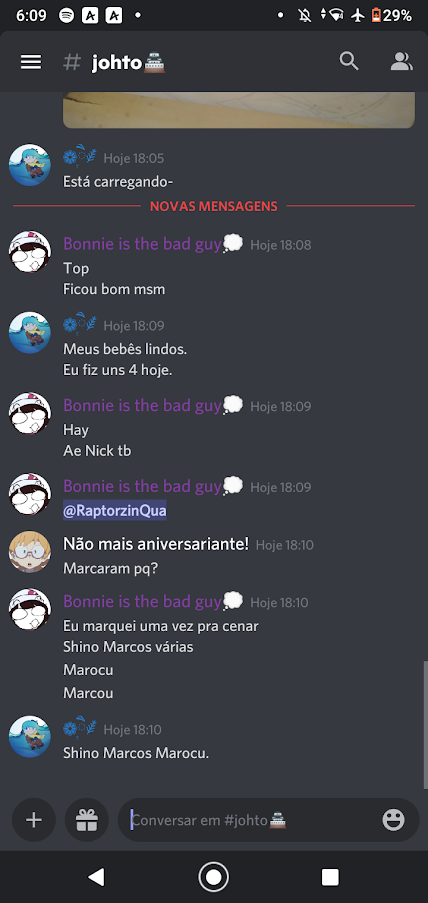 6:09
29%
# johto
Hoje 18:05
Está carregando-
NOVAS MENSAGENS
Bonnie is the bad guy Hoje 18:08
Top
Ficou bom msm
Hoje 18:09
Meus bebês lindos.
Eu fiz uns 4 hoje.
Bonnie is the bad guy Hoje 18:09
Hay
Ae Nick tb
Bonnie is the bad guy Hoje 18:09
@RaptorzinQua
Não mais aniversariante! Hoje 18:10
Marcaram pq?
Bonnie is the bad guy Hoje 18:10
Eu marquei uma vez pra cenar
Shino Marcos várias
Marocu
Marcou
Hoje 18:10
Shino Marcos Marocu.
Conversar em #johto